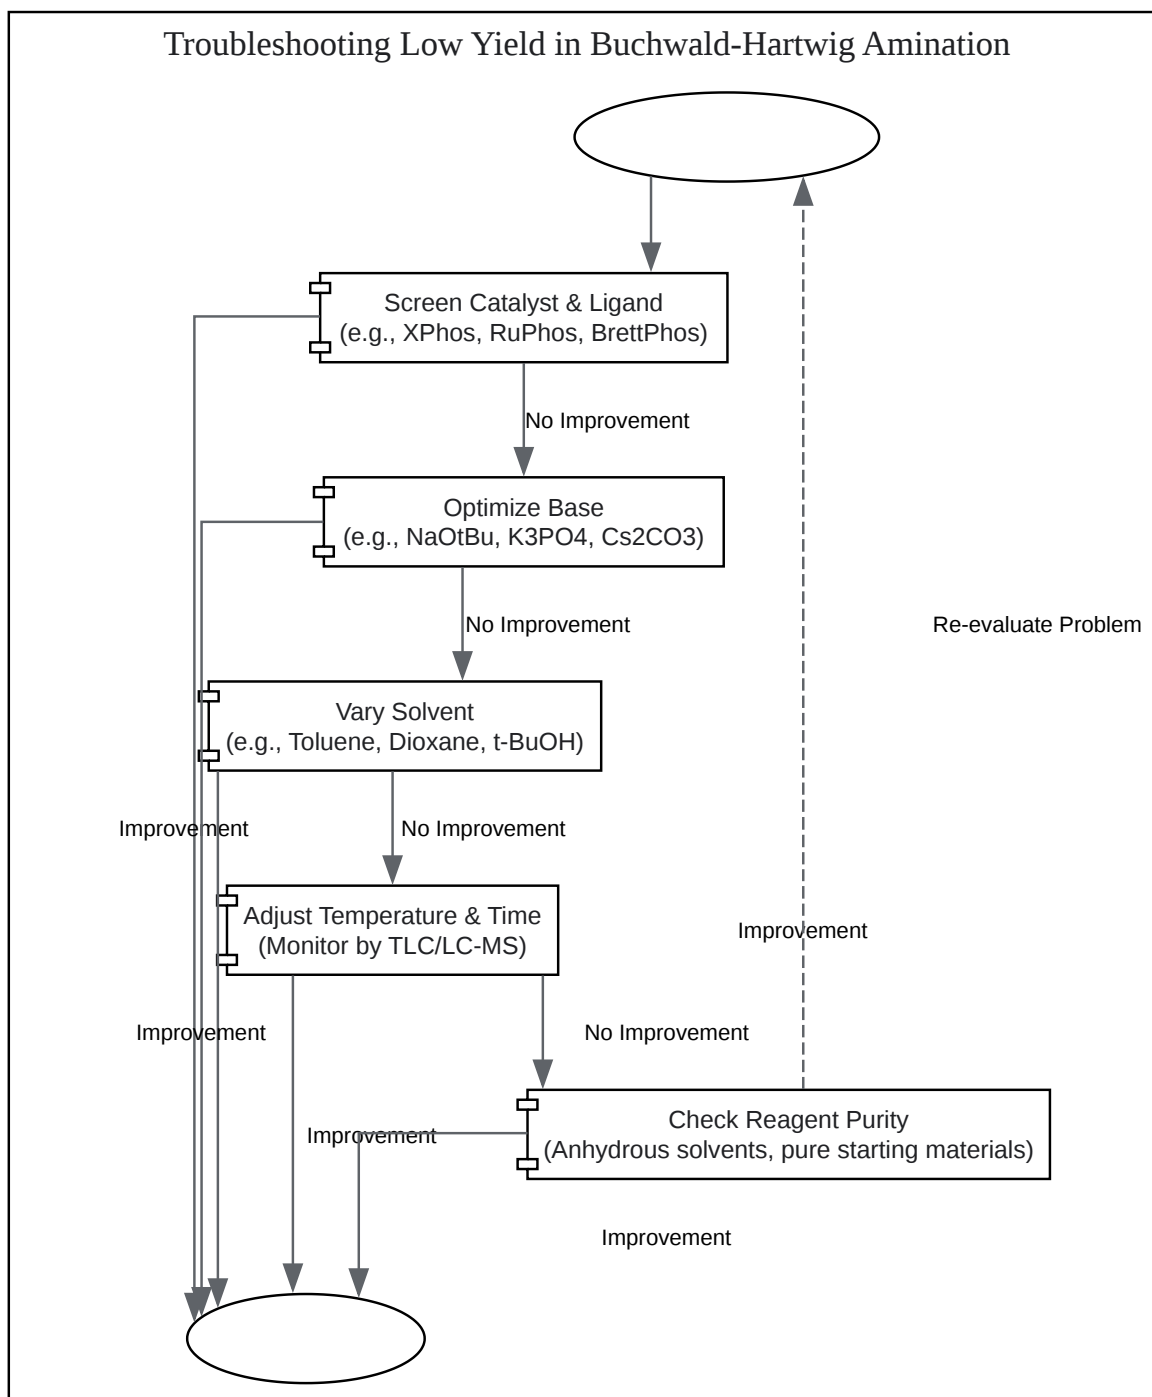 Troubleshooting Low Yield in Buchwald-Hartwig Amination
Screen Catalyst & Ligand
(e.g., XPhos, RuPhos, BrettPhos)
No Improvement
Optimize Base
(e.g., NaOtBu, K3PO4, Cs2CO3)
No Improvement
Re-evaluate Problem
Vary Solvent
(e.g., Toluene, Dioxane, t-BuOH)
Improvement
No Improvement
Adjust Temperature & Time
(Monitor by TLC/LC-MS)
Improvement
Improvement
No Improvement
Check Reagent Purity
(Anhydrous solvents, pure starting materials)
Improvement
Improvement